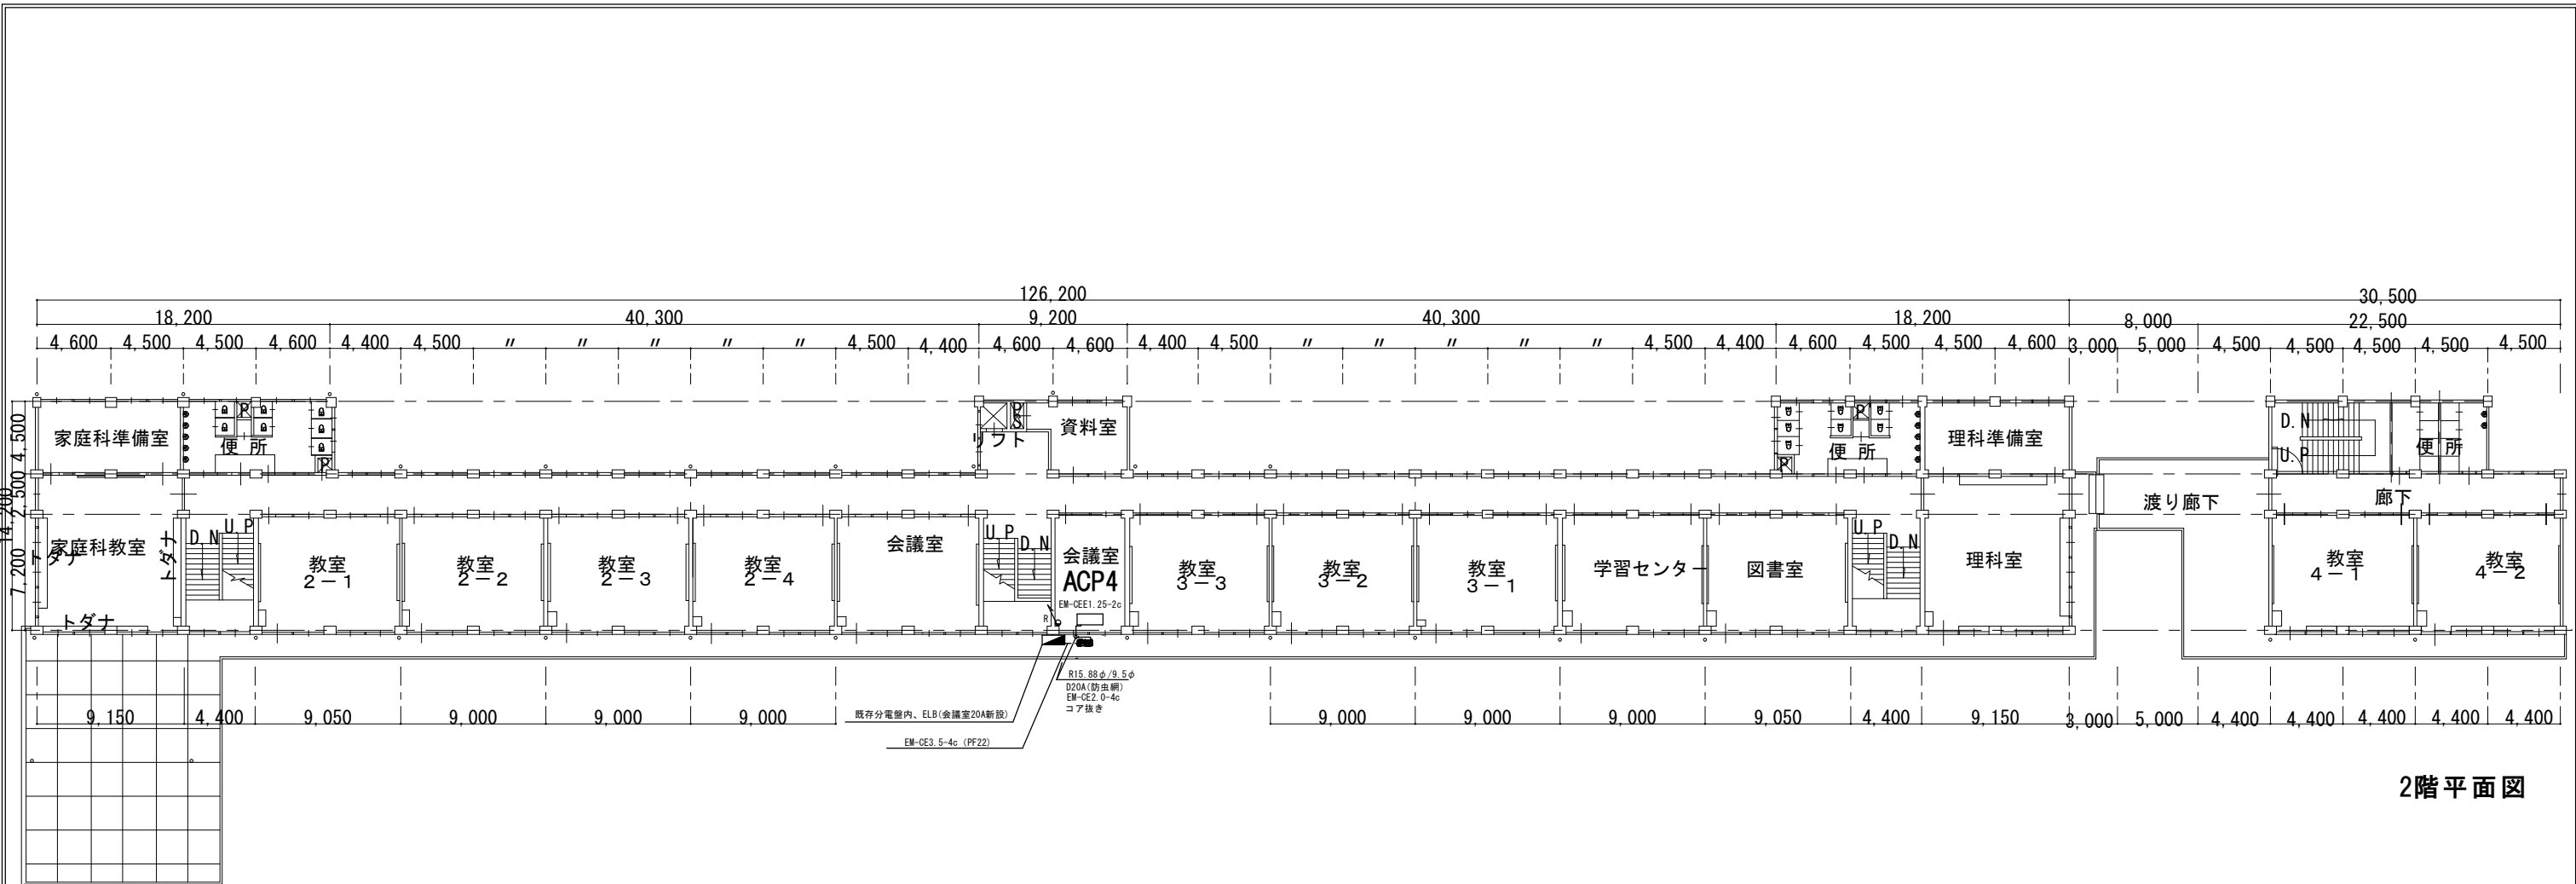 126,200
30,500
18,200
40,300
9,200
40,300
18,200
8,000
22,500
4,600 4,500 4,500 4,600 4,400 4,500 〃 〃 〃 〃 〃 4,500 4,400 4,600 4,600 4,400 4,500 〃 〃 〃 〃 〃 4,500 4,400 4,600 4,500 4,500 4,600 3,000 5,000 4,500 4,500 4,500 4,500 4,500
14,200
4,500
2,500
7,200
家庭科準備室
便 所
P
P
リフト
PS
資料室
P
P
便 所
理科準備室
D.N
U.P
便 所
渡り廊下
廊下
家庭科教室
トダナ
トダナ
トダナ
D.N
U.P
教室
2-1
教室
2-2
教室
2-3
教室
2-4
会議室
U.P
D.N
会議室
ACP4
EM-CEE1.25-2c
R
教室
3-3
教室
3-2
教室
3-1
学習センター
図書室
U.P
D.N
理科室
教室
4-1
教室
4-2
R15.88φ/9.5φ
D20A(防虫網)
EM-CE2.0-4c
コア抜き
既存分電盤内、ELB(会議室20A新設)
EM-CE3.5-4c (PF22)
9,150 4,400 9,050 9,000 9,000 9,000
9,000 9,000 9,000 9,050 4,400 9,150 3,000 5,000 4,400 4,400 4,400 4,400 4,400
2階平面図